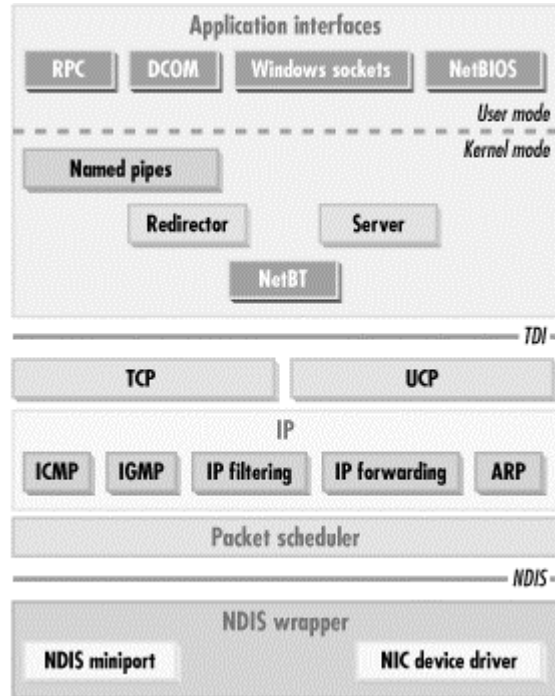 Application interfaces
RPC DCOM Windows sockets NetBIOS
User mode
Kernel mode
Named pipes
Redirector Server
NetBT
TDI
TCP UCP
IP
ICMP IGMP IP filtering IP forwarding ARP
Packet scheduler
NDIS
NDIS wrapper
NDIS miniport NIC device driver